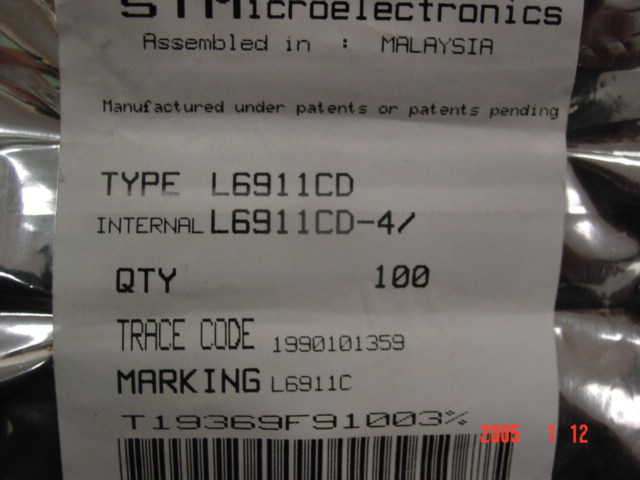 STMicroelectronics
Assembled in : MALAYSIA
Manufactured under patents or patents pending
TYPE L6911CD
INTERNAL L6911CD-4/
QTY 100
TRACE CODE 1990101359
MARKING L6911C
T19369F91003%
2005 1 12